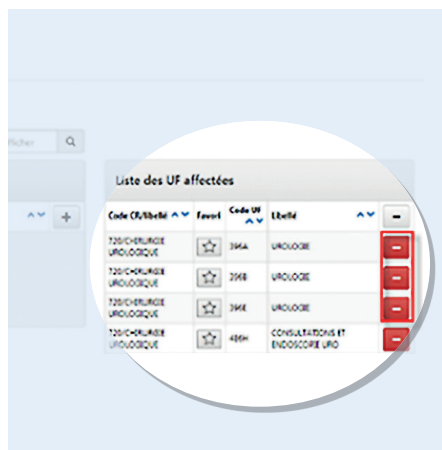 fficher
Liste des UF affectées
Code CR/libellé Favori Code UF Libellé
720/CHIRURGIE
UROLOGIQUE
396A UROLOGIE
720/CHIRURGIE
UROLOGIQUE
396B UROLOGIE
720/CHIRURGIE
UROLOGIQUE
396E UROLOGIE
720/CHIRURGIE
UROLOGIQUE
486H CONSULTATIONS ET
ENDOSCOPIE URO